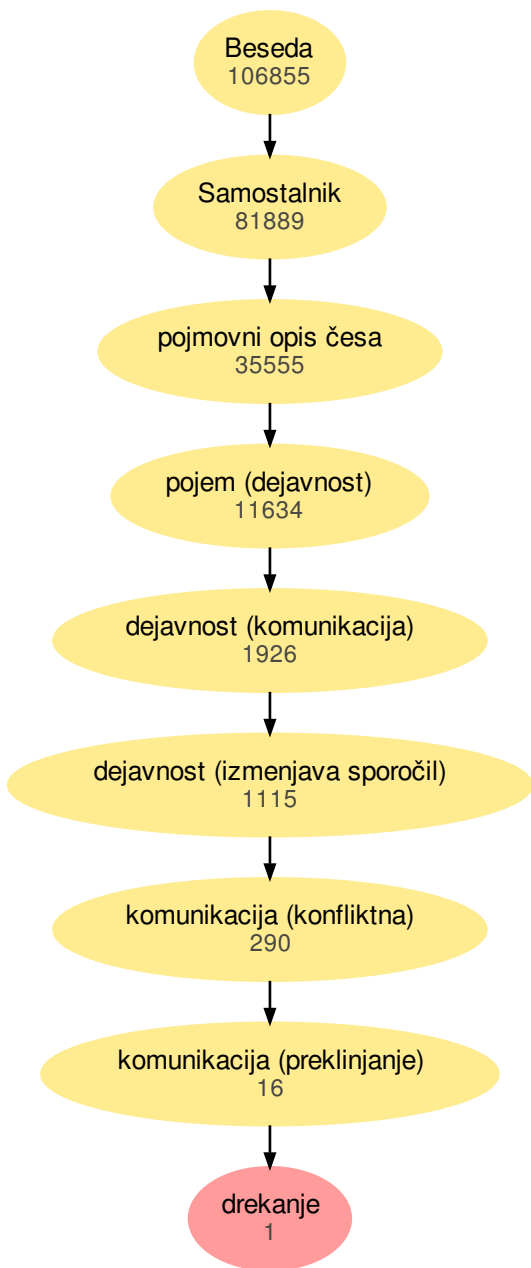 Beseda
106855
Samostalnik
81889
pojmovni opis česa
35555
pojem (dejavnost)
11634
dejavnost (komunikacija)
1926
dejavnost (izmenjava sporočil)
1115
komunikacija (konfliktna)
290
komunikacija (preklinjanje)
16
drekanje
1